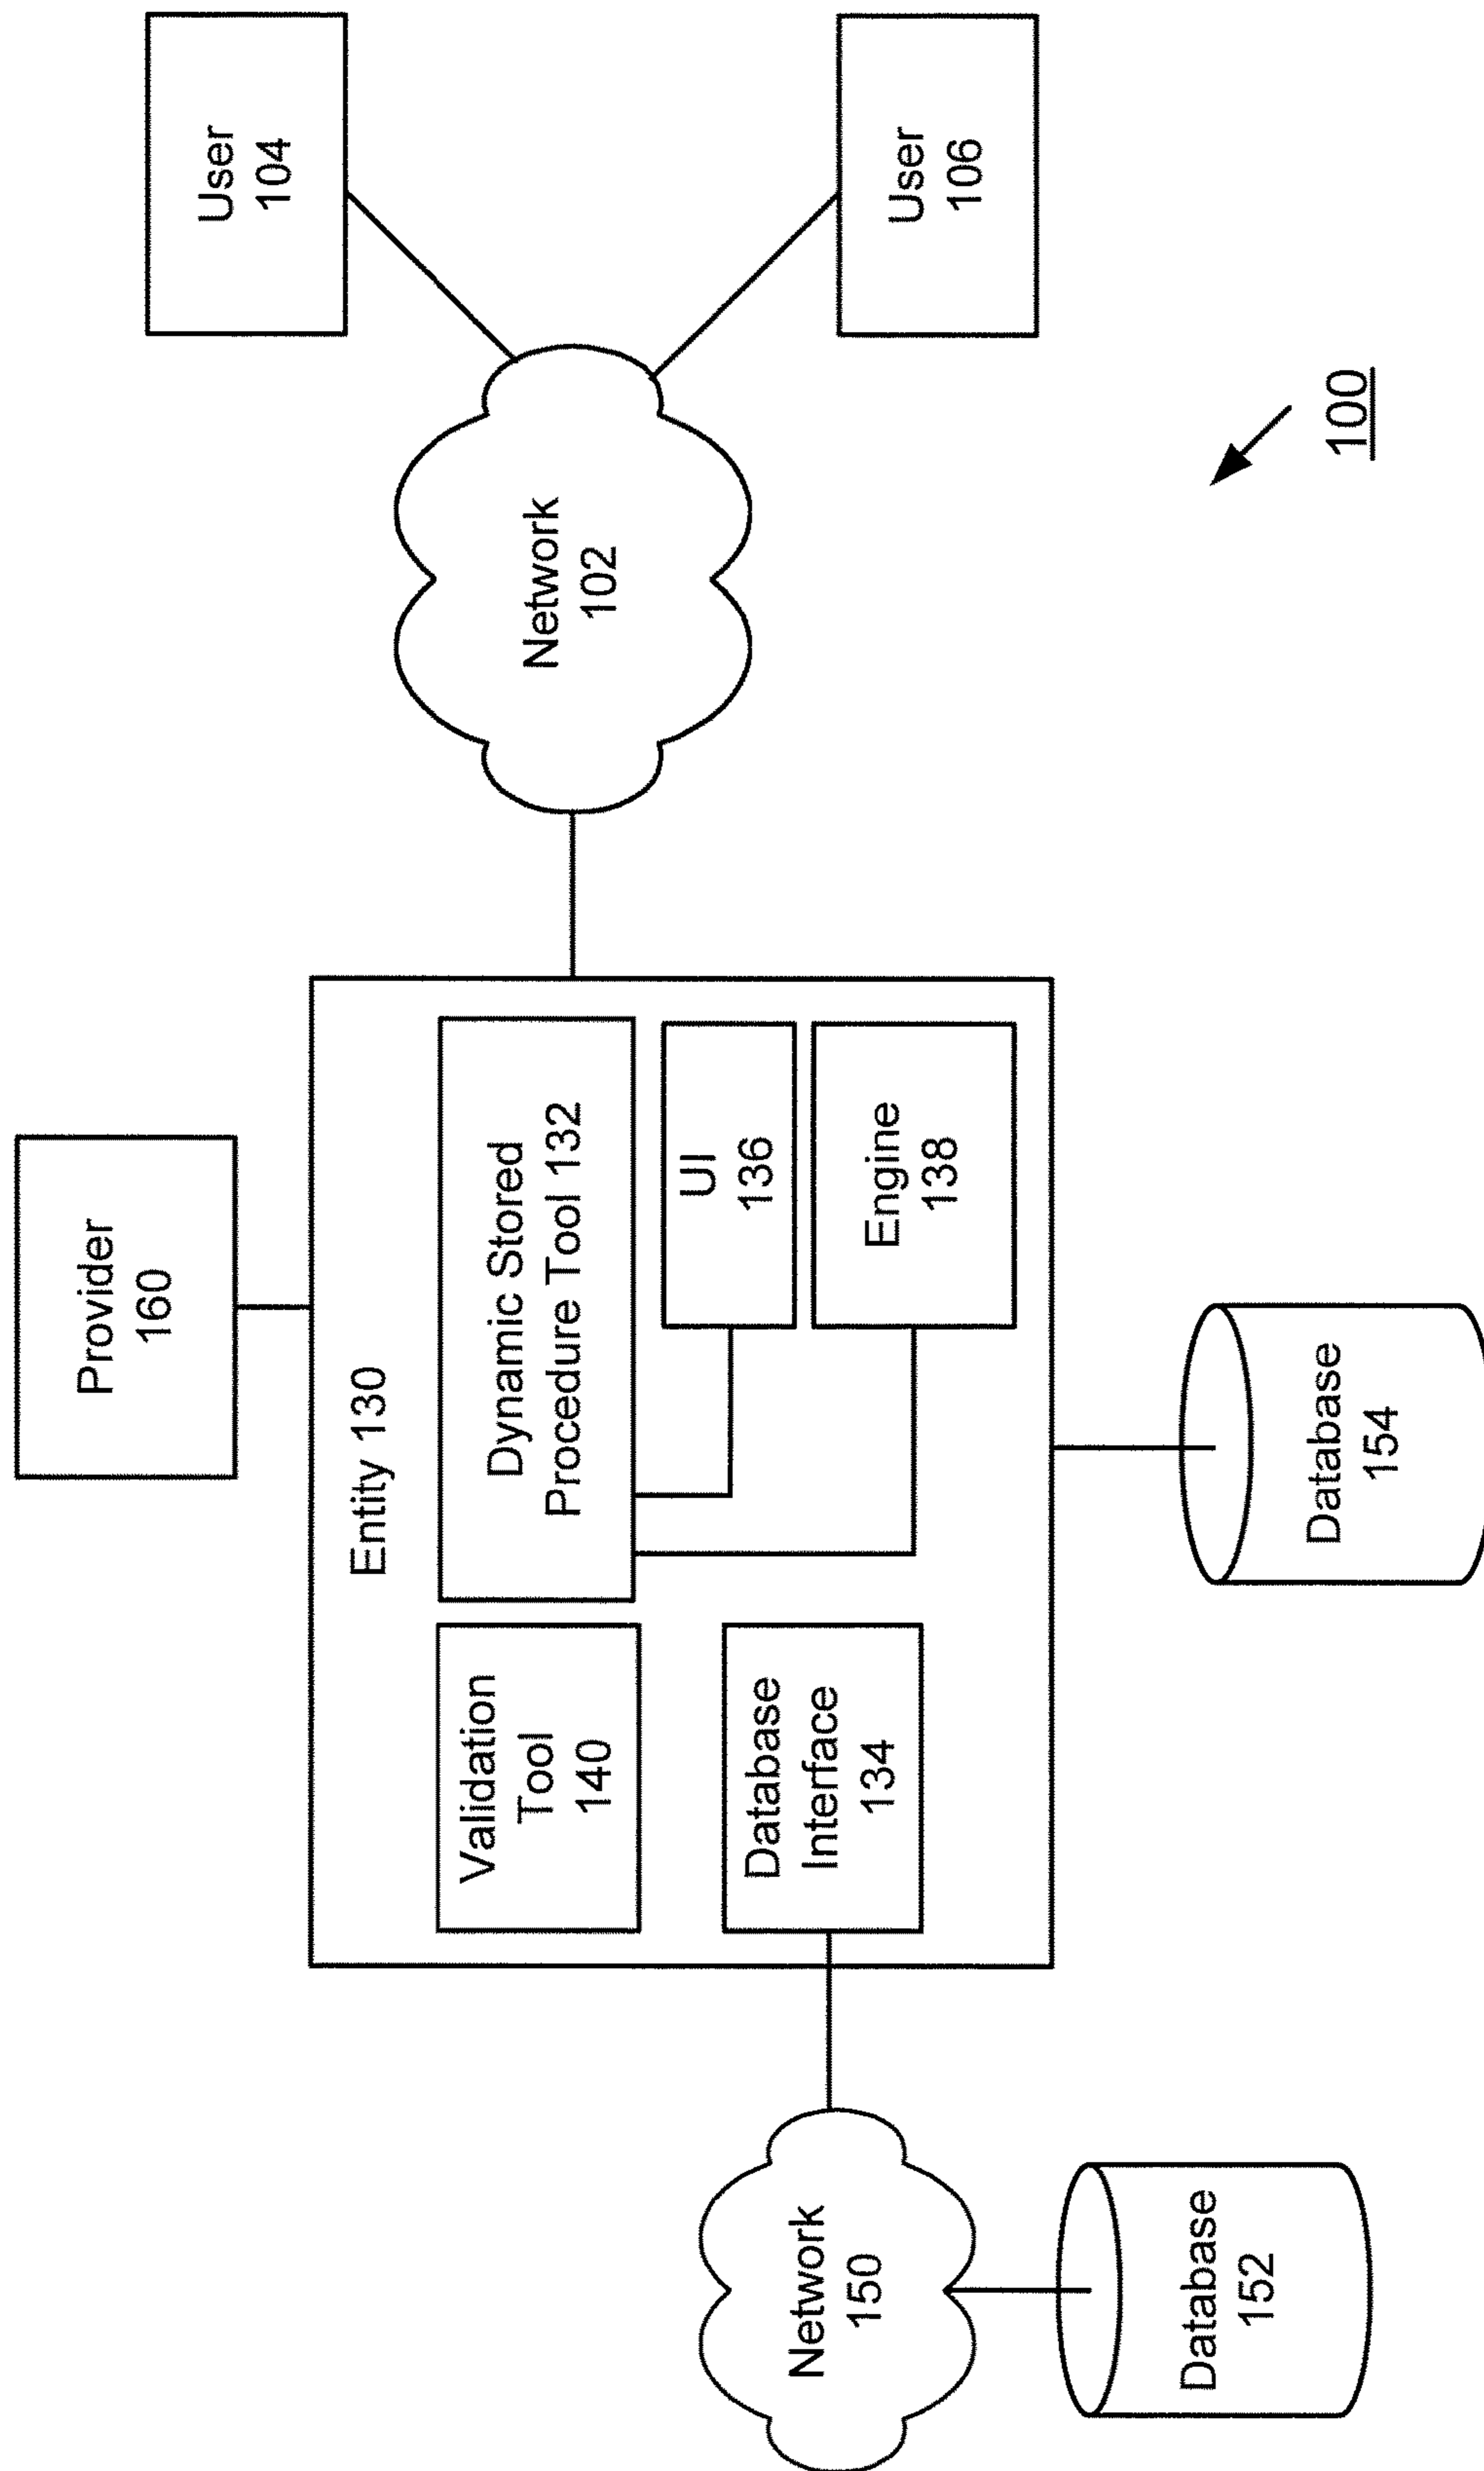 User
104
User
106
Network
102
100
Provider
160
Entity 130
Dynamic Stored
Procedure Tool 132
UI
136
Engine
138
Validation
Tool
140
Database
Interface
134
Database
154
Network
150
Database
152